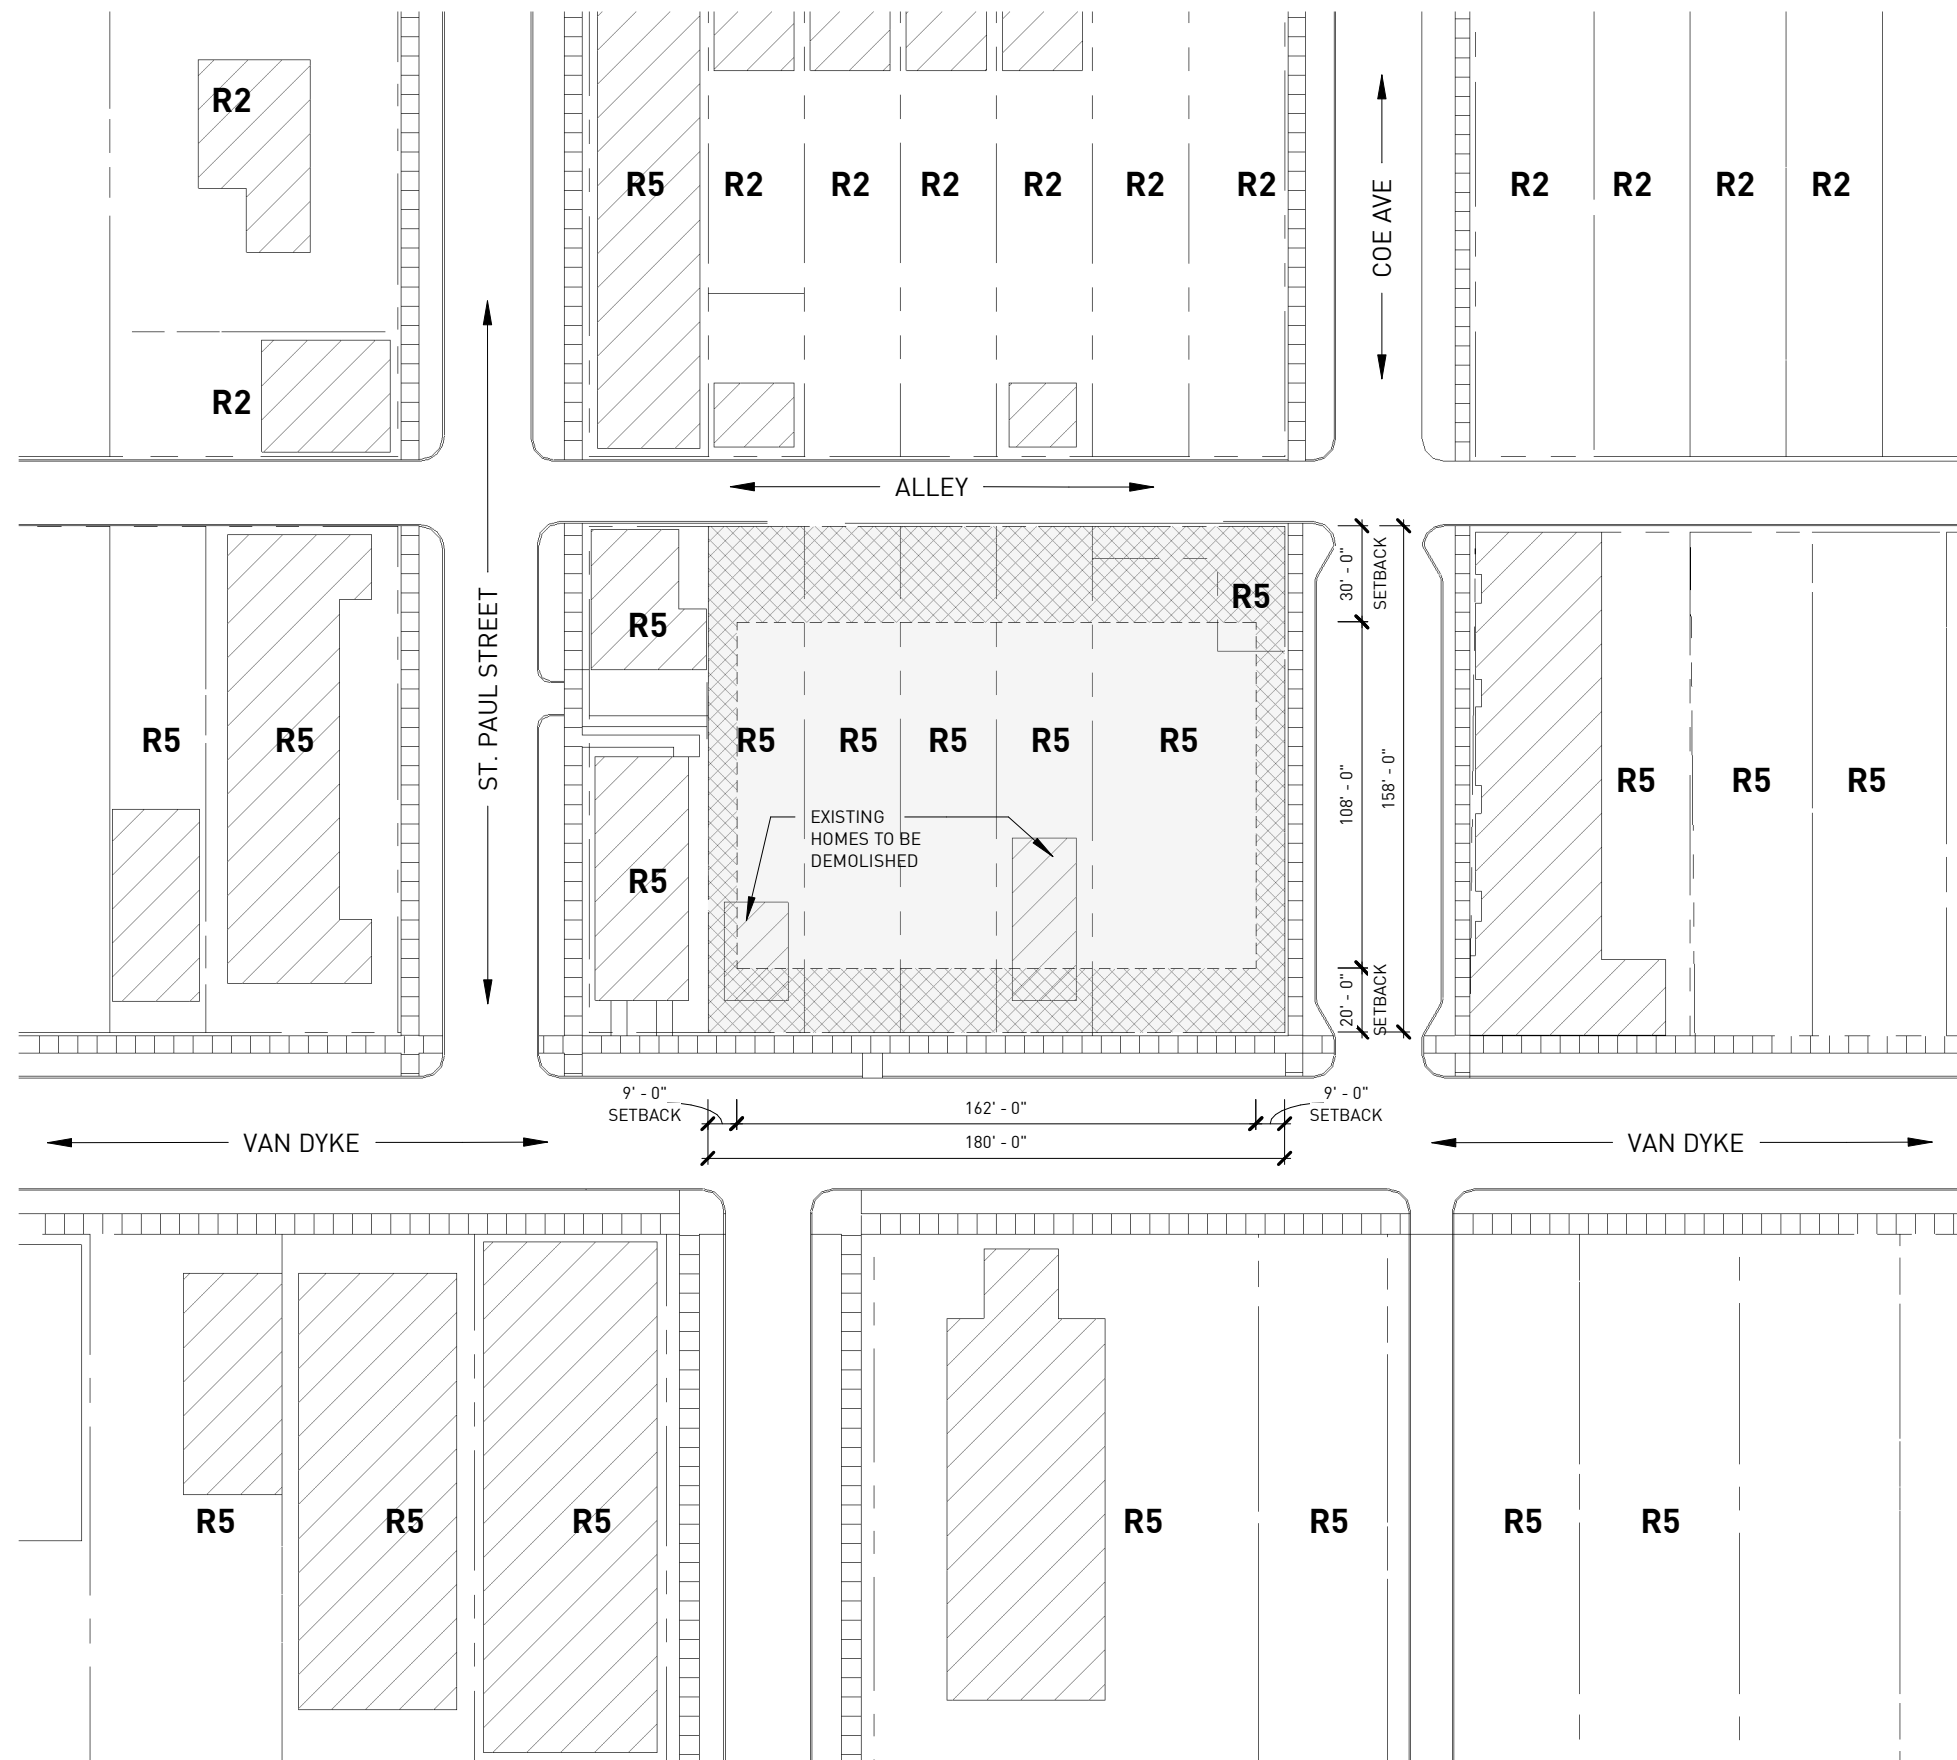 R2
R5
R2
R2
R2
R2
R2
R2
R2
R2
R2
R2
COE AVE
R2
ALLEY
ST. PAUL STREET
R5
R5
30' - 0"
SETBACK
R5
R5
R5
R5
R5
R5
R5
R5
R5
R5
108' - 0"
158' - 0"
EXISTING
HOMES TO BE
DEMOLISHED
R5
20' - 0"
SETBACK
9' - 0"
SETBACK
162' - 0"
9' - 0"
SETBACK
180' - 0"
VAN DYKE
VAN DYKE
R5
R5
R5
R5
R5
R5
R5